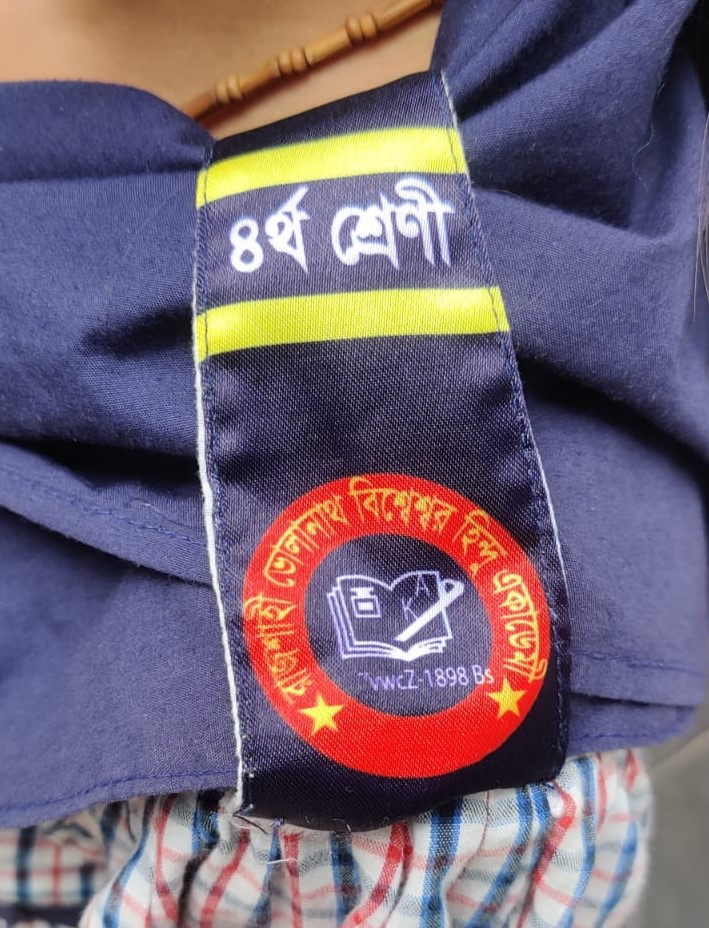 ৪র্থ শ্রেণী
রাজশাহী ভোলানাথ বিশ্বেশ্বর হিন্দু একাডেমী
A
K
¯’vwcZ-1898 Bs